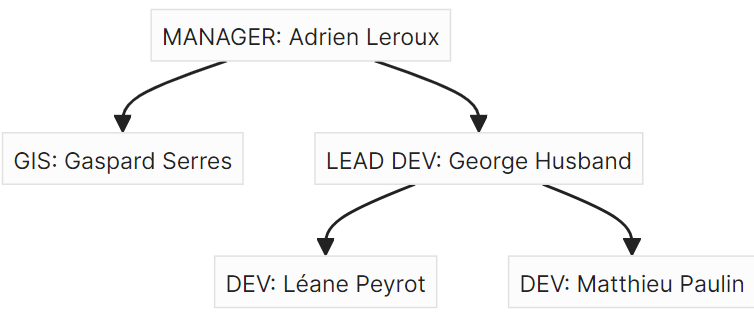 MANAGER: Adrien Leroux
GIS: Gaspard Serres
LEAD DEV: George Husband
DEV: Léane Peyrot
DEV: Matthieu Paulin